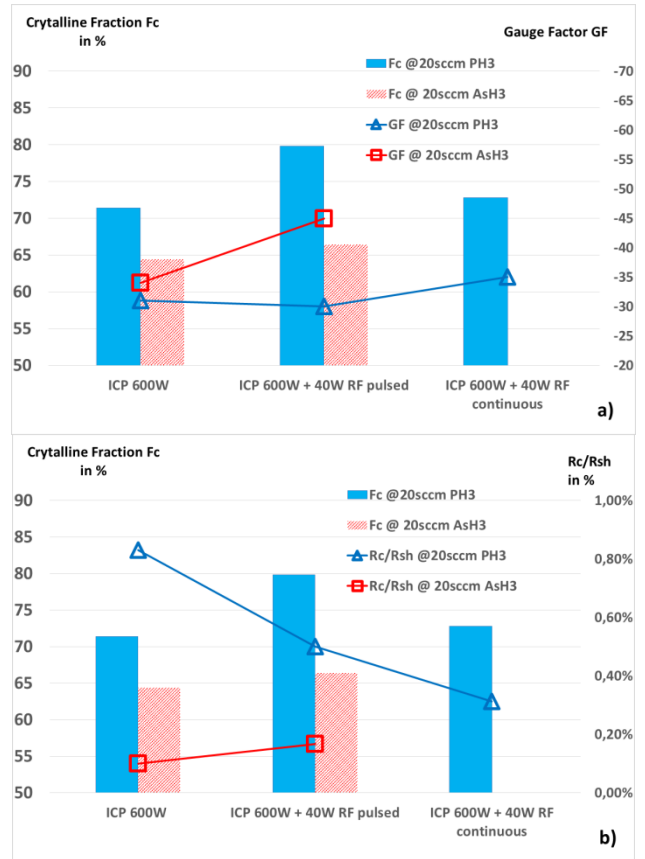 Crytalline Fraction Fc
in %
Gauge Factor GF
Fc @20sccm PH3
Fc @ 20sccm AsH3
GF @20sccm PH3
GF @ 20sccm AsH3
90
85
80
75
70
65
60
55
50
-70
-65
-60
-55
-50
-45
-40
-35
-30
-25
-20
ICP 600W
ICP 600W + 40W RF pulsed
ICP 600W + 40W RF
continuous
a)
Crytalline Fraction Fc
in %
Rc/Rsh
in %
Fc @20sccm PH3
Fc @ 20sccm AsH3
Rc/Rsh @20sccm PH3
Rc/Rsh @ 20sccm AsH3
90
85
80
75
70
65
60
55
50
1,00%
0,80%
0,60%
0,40%
0,20%
0,00%
ICP 600W
ICP 600W + 40W RF pulsed
ICP 600W + 40W RF
continuous
b)